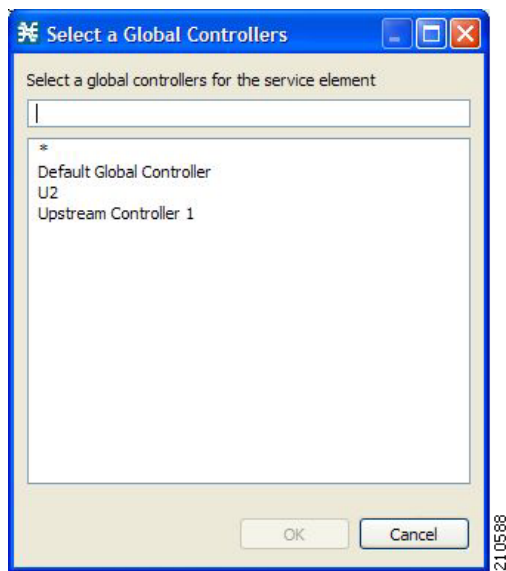 Select a Global Controllers
Select a global controllers for the service element
*
Default Global Controller
U2
Upstream Controller 1
OK
Cancel
210588